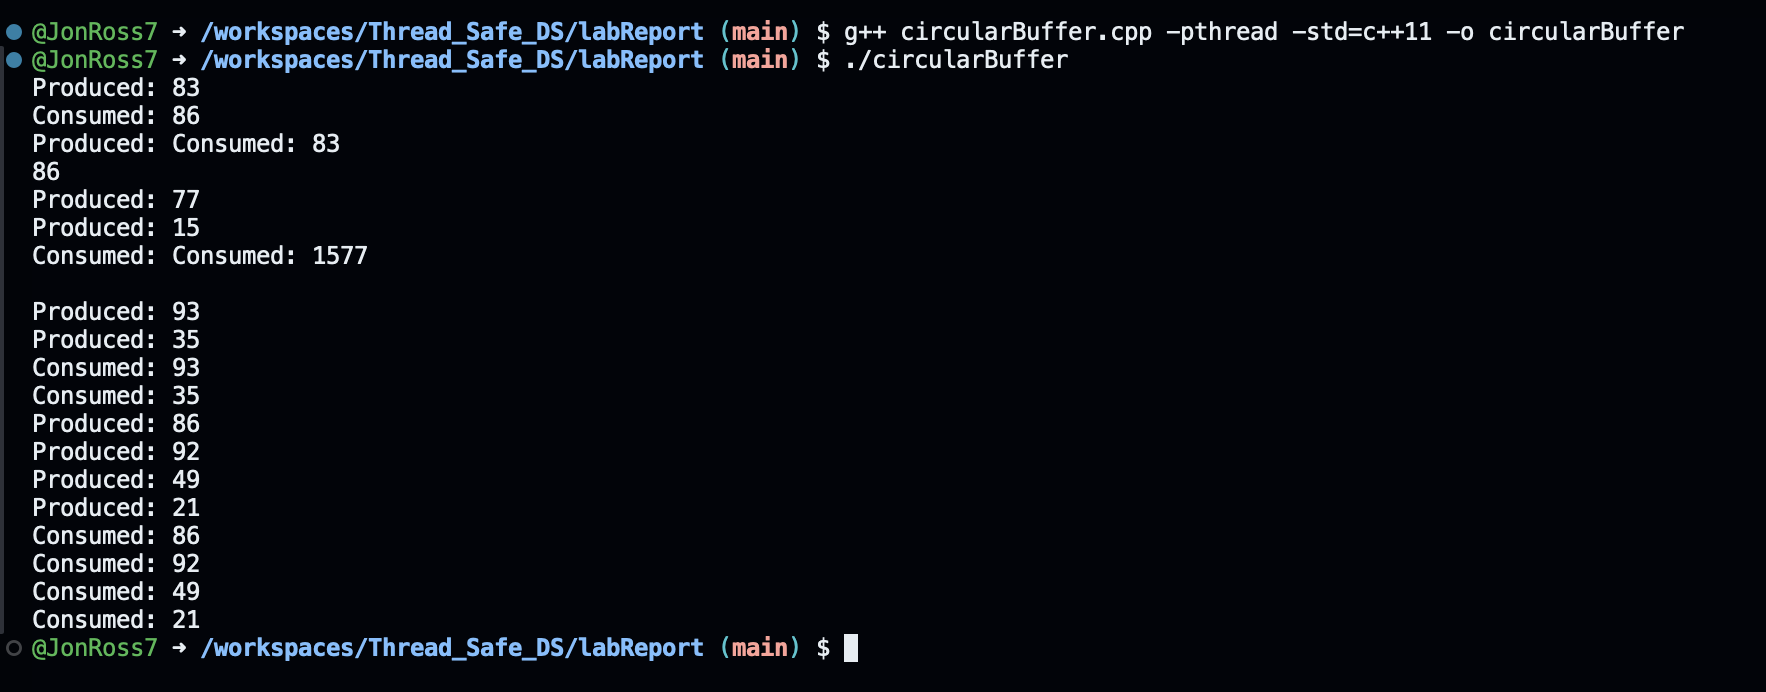 @JonRoss7 ➜ /workspaces/Thread_Safe_DS/labReport (main) $ g++ circularBuffer.cpp -pthread -std=c++11 -o circularBuffer
@JonRoss7 ➜ /workspaces/Thread_Safe_DS/labReport (main) $ ./circularBuffer
Produced: 83
Consumed: 86
Produced: Consumed: 83
86
Produced: 77
Produced: 15
Consumed: Consumed: 1577

Produced: 93
Produced: 35
Consumed: 93
Consumed: 35
Produced: 86
Produced: 92
Produced: 49
Produced: 21
Consumed: 86
Consumed: 92
Consumed: 49
Consumed: 21
@JonRoss7 ➜ /workspaces/Thread_Safe_DS/labReport (main) $